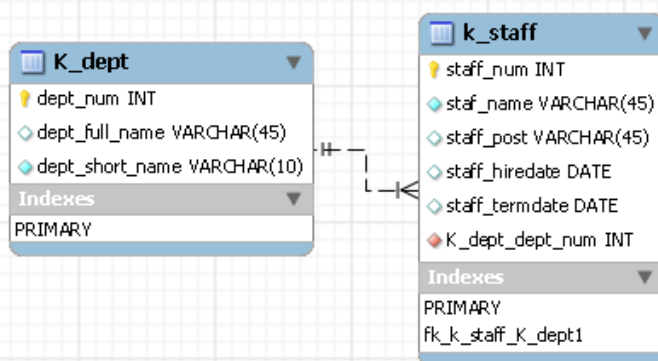 K_dept
dept_num INT
dept_full_name VARCHAR(45)
dept_short_name VARCHAR(10)
Indexes
PRIMARY
k_staff
staff_num INT
staf_name VARCHAR(45)
staff_post VARCHAR(45)
staff_hiredate DATE
staff_termdate DATE
K_dept_dept_num INT
Indexes
PRIMARY
fk_k_staff_K_dept1